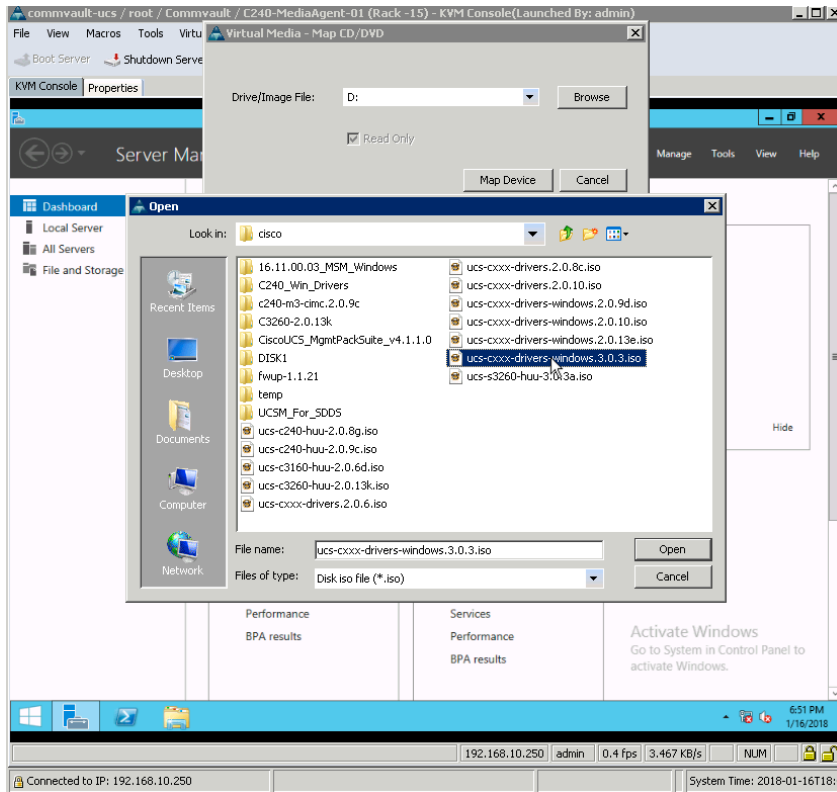 commvault-ucs / root / Commvault / C240-MediaAgent-01 (Rack -15) - KVM Console(Launched By: admin)
File View Macros Tools Virtu
Virtual Media - Map CD/DVD
Boot Server Shutdown Serve
KVM Console Properties
Drive/Image File: D: Browse
Read Only
Map Device Cancel
Server Mar
Manage Tools View Help
Dashboard
Local Server
All Servers
File and Storage
Open
Look in: cisco
Recent Items
Desktop
Documents
Computer
Network
16.11.00.03_MSM_Windows
C240_Win_Drivers
c240-m3-cimc.2.0.9c
C3260-2.0.13k
CiscoUCS_MgmtPackSuite_v4.1.1.0
DISK1
fwup-1.1.21
temp
UCSM_For_SDDS
ucs-c240-huu-2.0.8g.iso
ucs-c240-huu-2.0.9c.iso
ucs-c3160-huu-2.0.6d.iso
ucs-c3260-huu-2.0.13k.iso
ucs-cxxx-drivers.2.0.6.iso
ucs-cxxx-drivers.2.0.8c.iso
ucs-cxxx-drivers.2.0.10.iso
ucs-cxxx-drivers-windows.2.0.9d.iso
ucs-cxxx-drivers-windows.2.0.10.iso
ucs-cxxx-drivers-windows.2.0.13e.iso
ucs-cxxx-drivers-windows.3.0.3.iso
ucs-s3260-huu-3.0.3a.iso
File name: ucs-cxxx-drivers-windows.3.0.3.iso Open
Files of type: Disk iso file (*.iso) Cancel
Hide
Performance
BPA results
Services
Performance
BPA results
Activate Windows
Go to System in Control Panel to
activate Windows.
6:51 PM
1/16/2018
192.168.10.250 admin 0.4 fps 3.467 KB/s NUM
Connected to IP: 192.168.10.250 System Time: 2018-01-16T18: